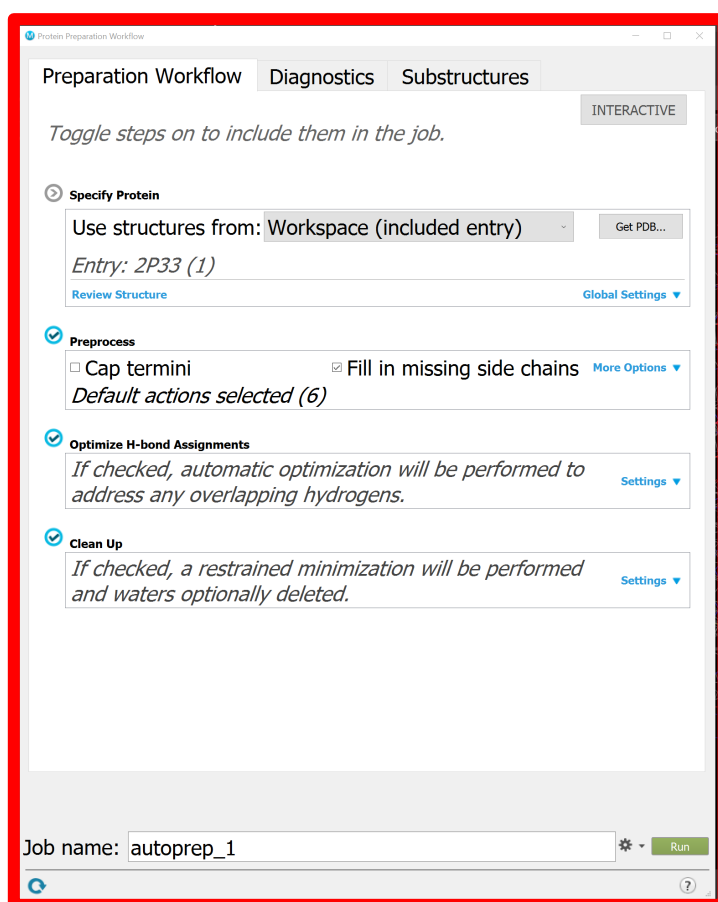 Protein Preparation Workflow
Preparation Workflow Diagnostics Substructures
INTERACTIVE
Toggle steps on to include them in the job.
Specify Protein
Use structures from: Workspace (included entry) Get PDB...
Entry: 2P33 (1)
Review Structure Global Settings ▼
Preprocess
Cap termini Fill in missing side chains More Options ▼
Default actions selected (6)
Optimize H-bond Assignments
If checked, automatic optimization will be performed to
address any overlapping hydrogens.
Settings ▼
Clean Up
If checked, a restrained minimization will be performed
and waters optionally deleted.
Settings ▼
Job name: autoprep_1 Run
?